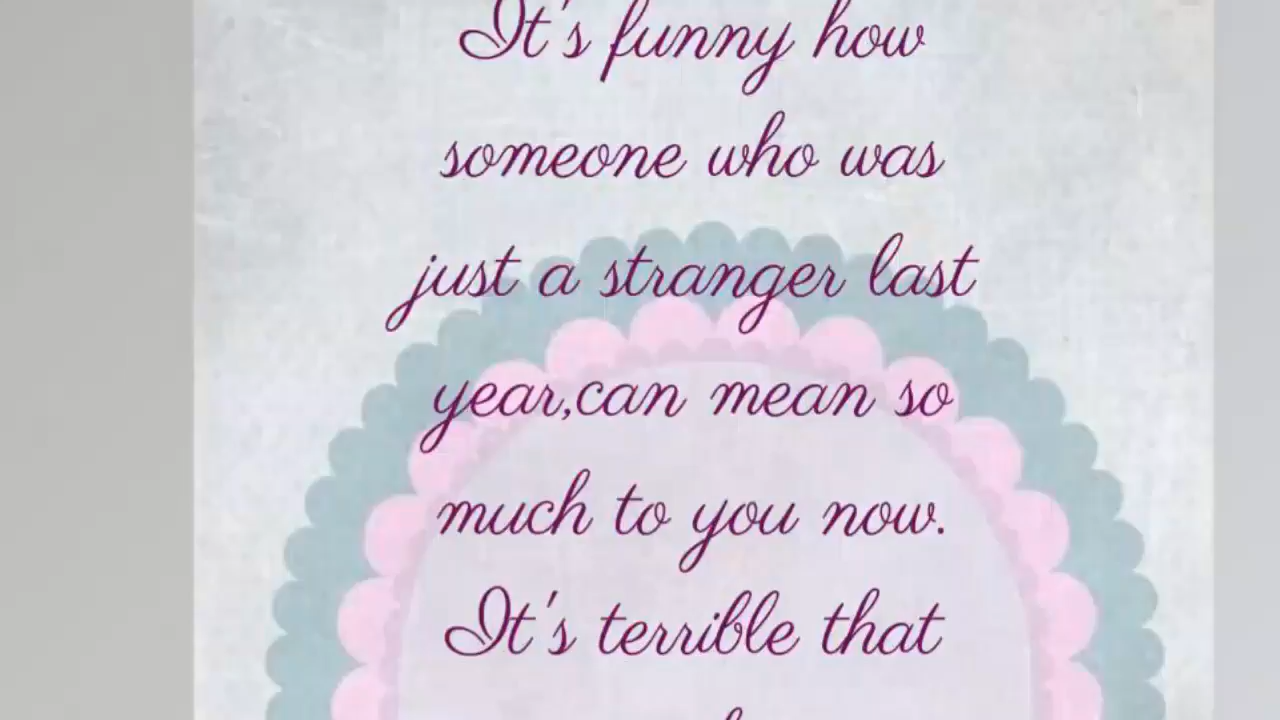 It's funny how
someone who was
just a stranger last
year,can mean so
much to you now.
It's terrible that